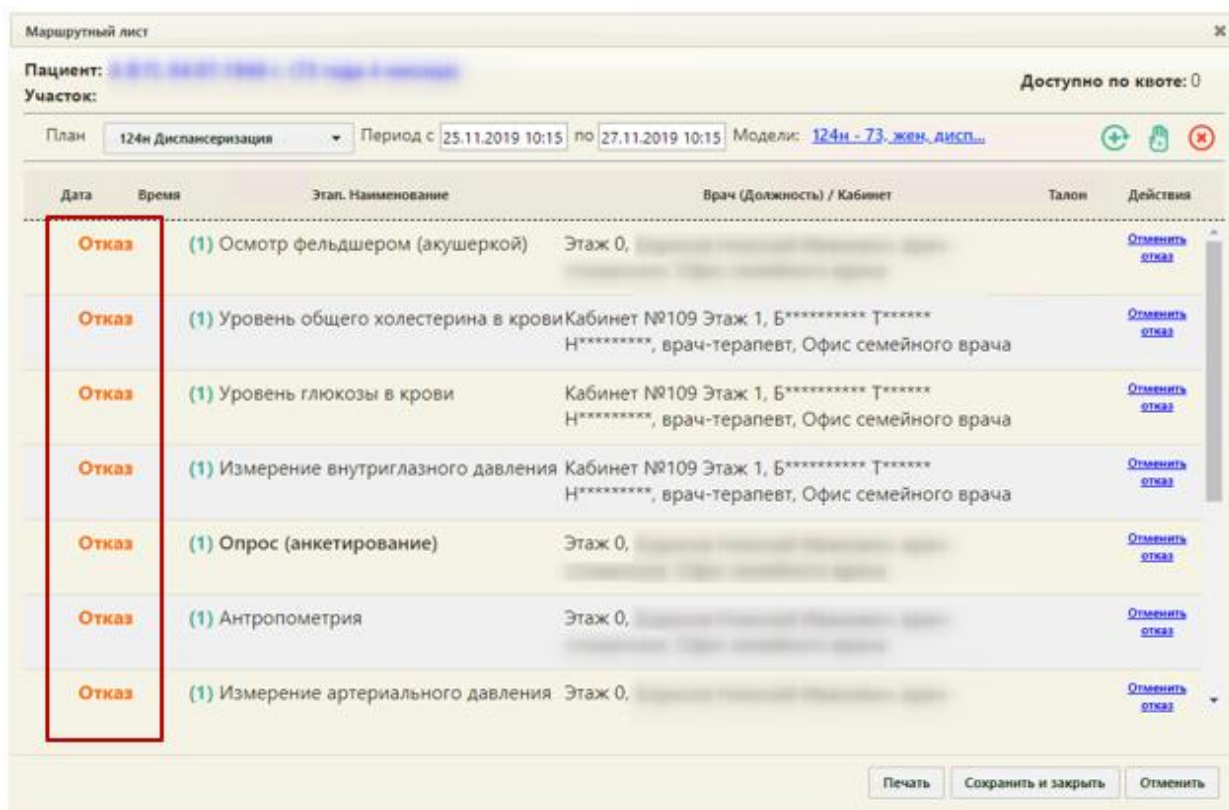 Маршрутный лист
Пациент:
Участок:
Доступно по квоте: 0
План 124н Диспансеризация Период с 25.11.2019 10:15 по 27.11.2019 10:15 Модели: 124н - 73, жен, дисп...
Дата Время Этап. Наименование Врач (Должность) / Кабинет Талон Действия
Отказ (1) Осмотр фельдшером (акушеркой) Этаж 0, Отменить
отказ
Отказ (1) Уровень общего холестерина в крови Кабинет №109 Этаж 1, Б********** Т****** Отменить
Н*********, врач-терапевт, Офис семейного врача отказ
Отказ (1) Уровень глюкозы в крови Кабинет №109 Этаж 1, Б********** Т****** Отменить
Н*********, врач-терапевт, Офис семейного врача отказ
Отказ (1) Измерение внутриглазного давления Кабинет №109 Этаж 1, Б********** Т****** Отменить
Н*********, врач-терапевт, Офис семейного врача отказ
Отказ (1) Опрос (анкетирование) Этаж 0, Отменить
отказ
Отказ (1) Антропометрия Этаж 0, Отменить
отказ
Отказ (1) Измерение артериального давления Этаж 0, Отменить
отказ
Печать Сохранить и закрыть Отменить